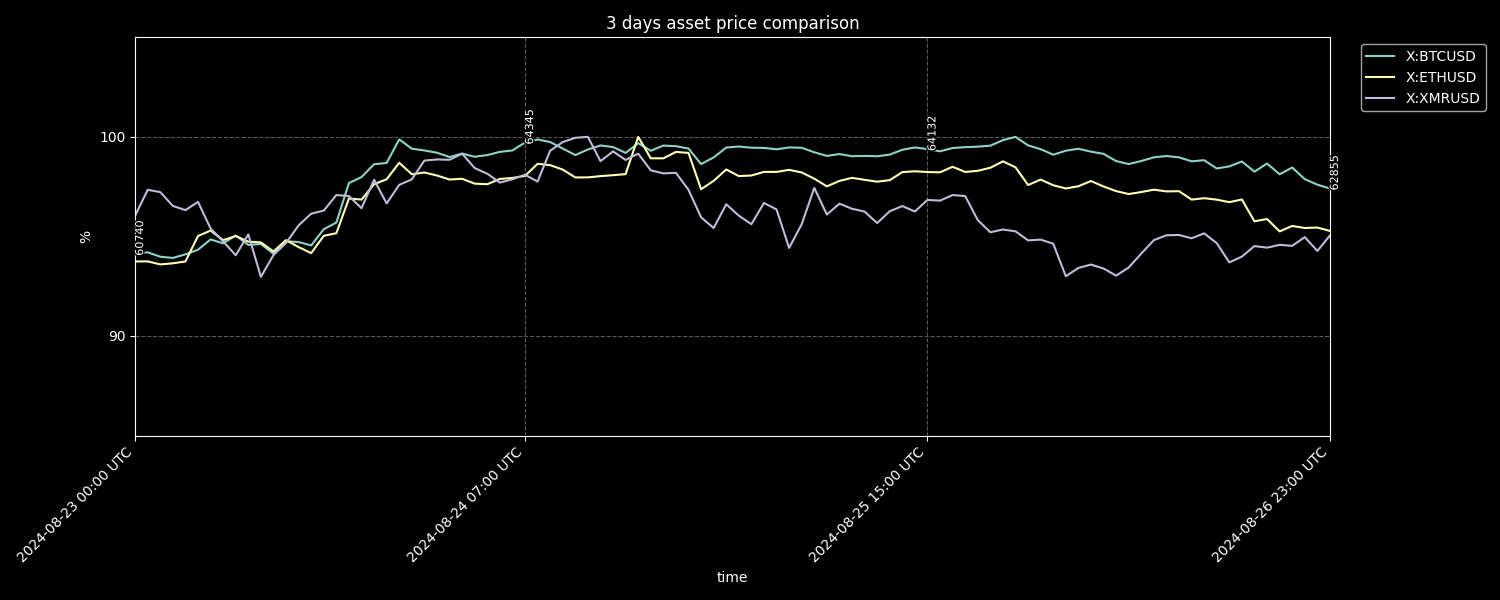 3 days asset price comparison
X:BTCUSD
X:ETHUSD
X:XMRUSD
100
90
%
60740
64345
64132
62855
2024-08-23 00:00 UTC
2024-08-24 07:00 UTC
2024-08-25 15:00 UTC
2024-08-26 23:00 UTC
time